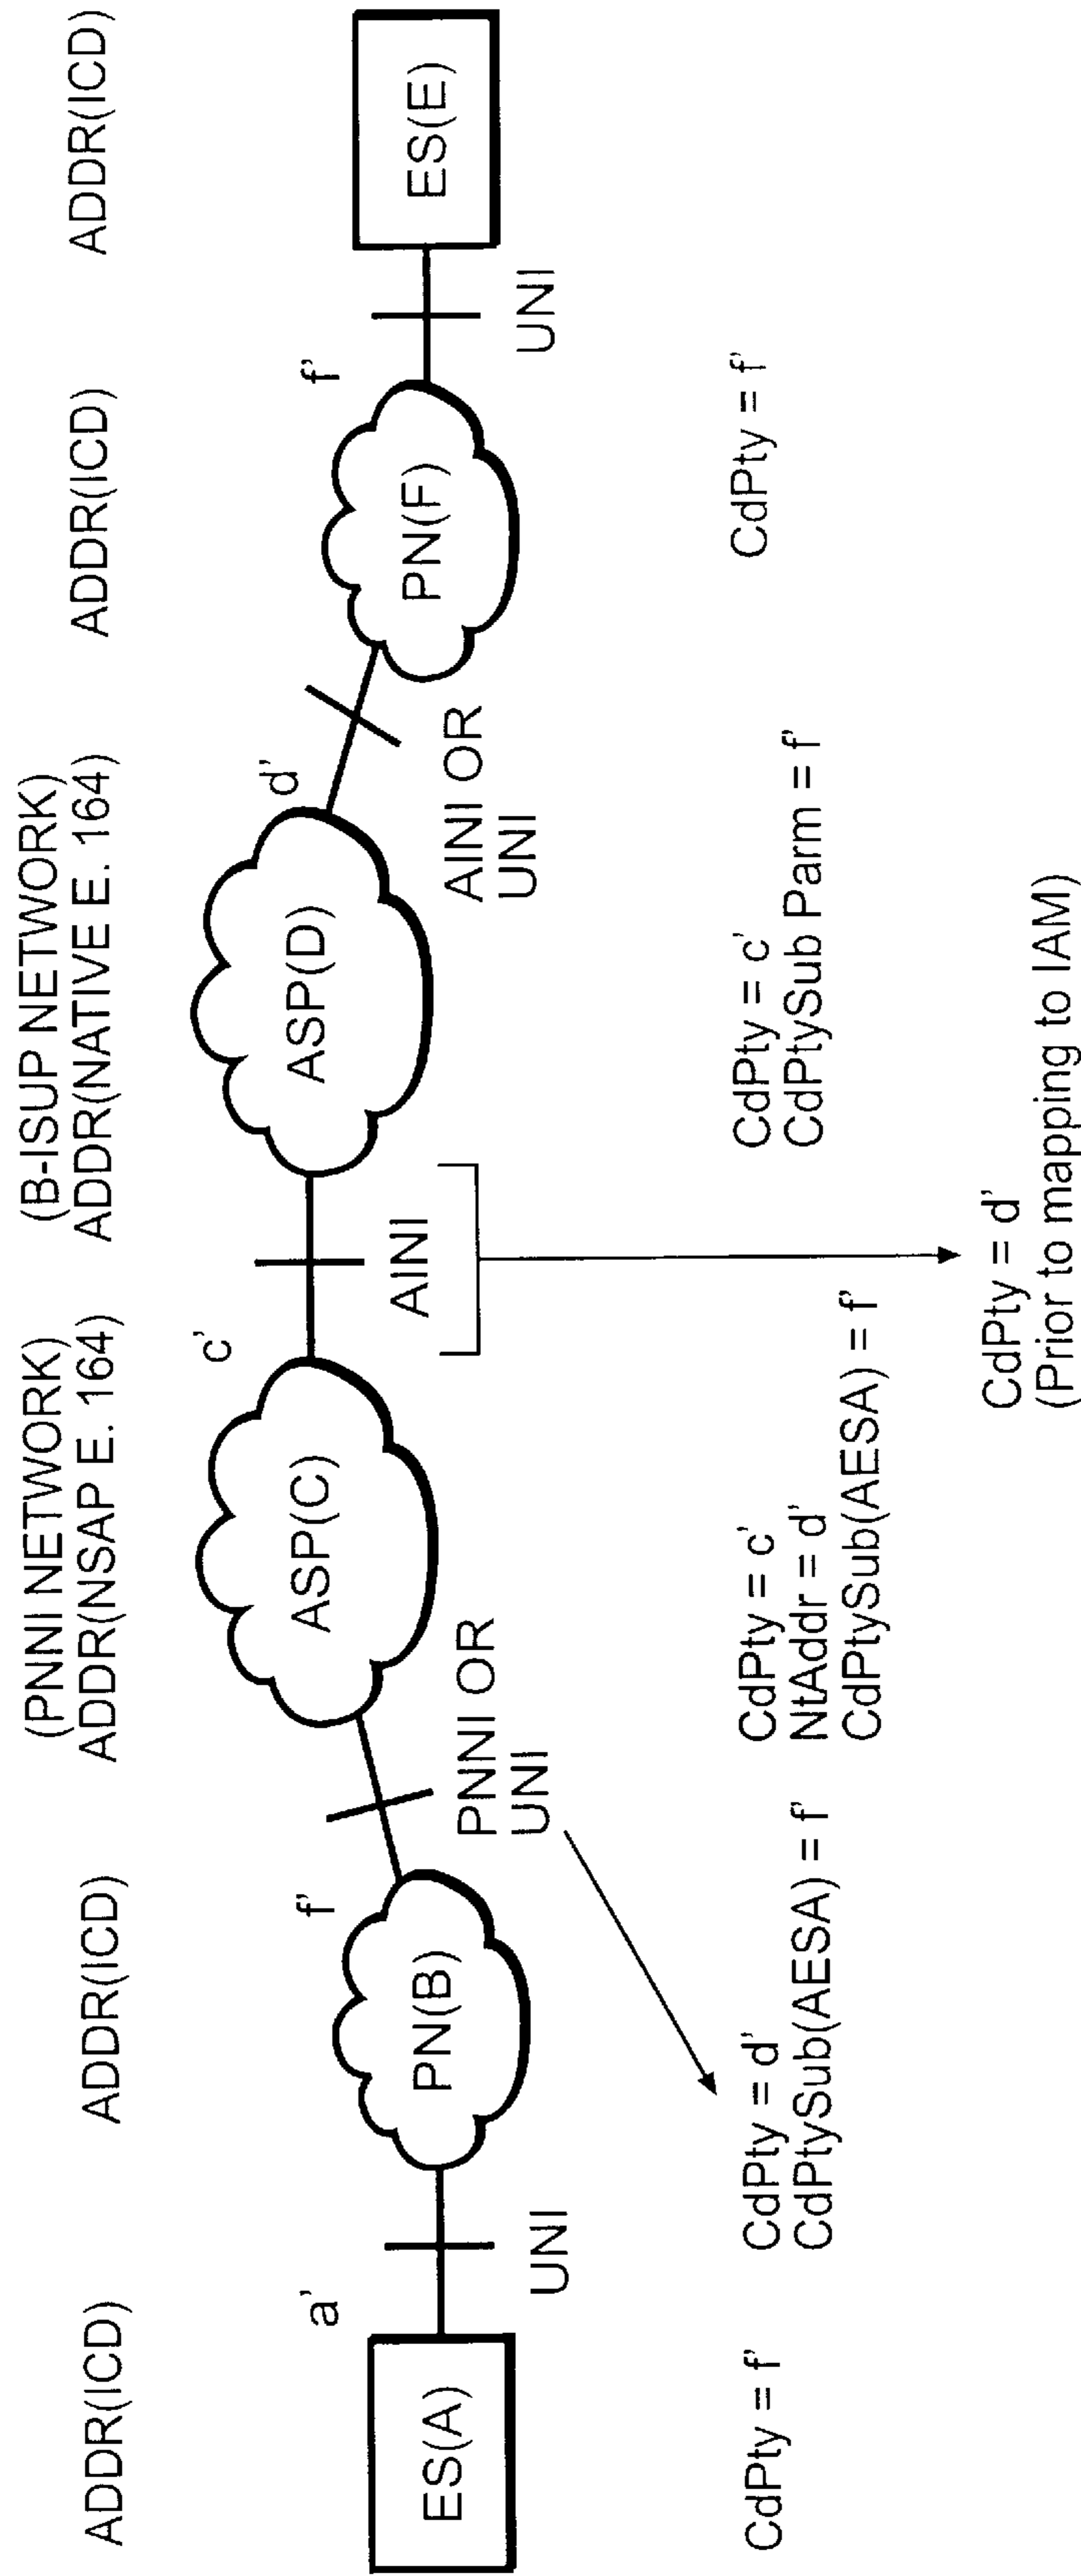 ADDR(ICD)
ADDR(ICD)
(PNNI NETWORK)
ADDR(NSAP E. 164)
(B-ISUP NETWORK)
ADDR(NATIVE E. 164)
ADDR(ICD)
ADDR(ICD)
ES(A)
a'
UNI
PN(B)
f'
PNNI OR
UNI
ASP(C)
c'
AINI
ASP(D)
d'
AINI OR
UNI
PN(F)
f'
UNI
ES(E)
CdPty = f'
CdPty = d'
CdPtySub(AESA) = f'
CdPty = c'
NtAddr = d'
CdPtySub(AESA) = f'
CdPty = c'
CdPtySub Parm = f'
CdPty = f'
CdPty = d'
(Prior to mapping to IAM)